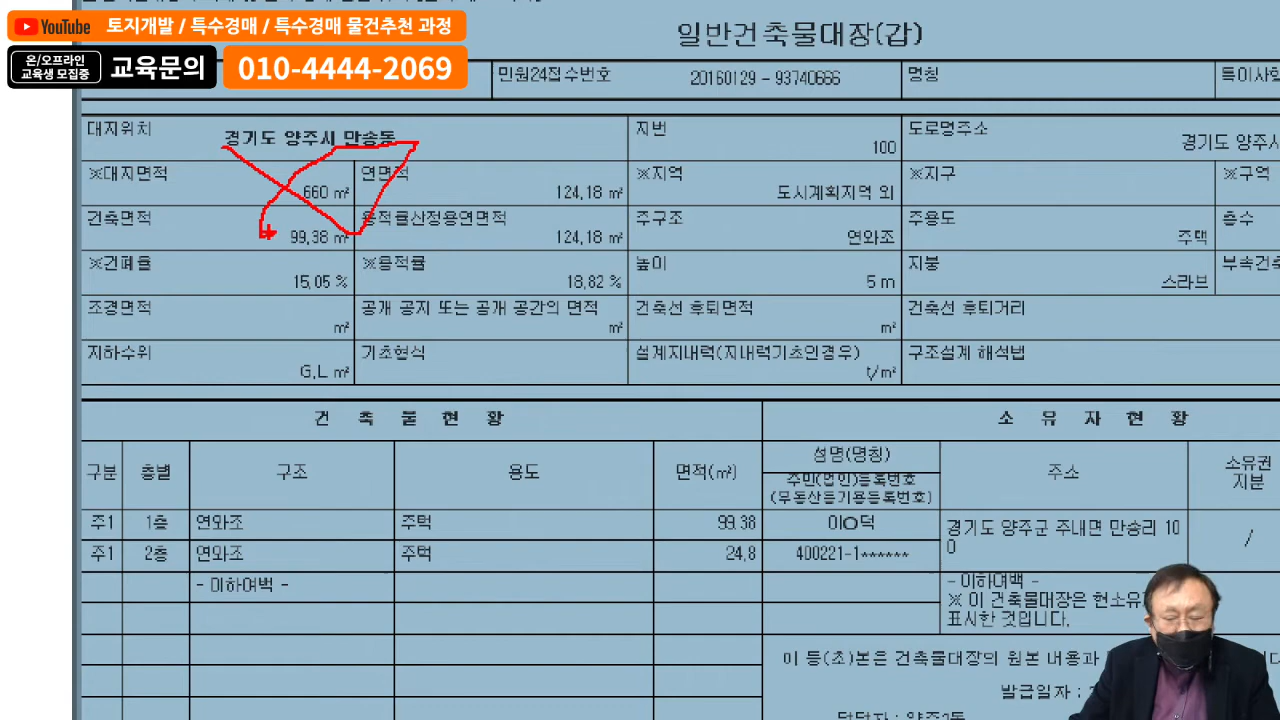 YouTube 토지개발 / 특수경매 / 특수경매 물건추천 과정
온/오프라인
교육생 모집중
교육문의 010-4444-2069
일반건축물대장(갑)
민원24접수번호 20160129 - 93740666 명칭 특이사항
대지위치 경기도 양주시 만송동 지번 100 도로명주소 경기도 양주시
※대지면적 660 ㎡ 연면적 124.18 ㎡ ※지역 도시계획지역 외 ※지구 ※구역
건축면적 99.38 ㎡ 용적률산정용연면적 124.18 ㎡ 주구조 연와조 주용도 주택 층수
※건폐율 15.05 % ※용적률 18.82 % 높이 5 m 지붕 스라브 부속건축
조경면적 ㎡ 공개 공지 또는 공개 공간의 면적 ㎡ 건축선 후퇴면적 ㎡ 건축선 후퇴거리
지하수위 G.L ㎡ 기초형식 설계지내력(지내력기초인경우) t/㎡ 구조설계 해석법
건 축 물 현 황 소 유 자 현 황
구분 층별 구조 용도 면적(㎡) 성명(명칭) 주소 소유권 지분
주민(법인)등록번호
(부동산등기용등록번호)
주1 1층 연와조 주택 99.38 이O덕 경기도 양주군 주내면 만송리 100 /
주1 2층 연와조 주택 24.8 400221-1******
- 이하여백 - - 이하여백 -
※ 이 건축물대장은 현소유
표시한 것입니다.
이 등(초)본은 건축물대장의 원본 내용과
발급일자 :
담당자 : 양주2동